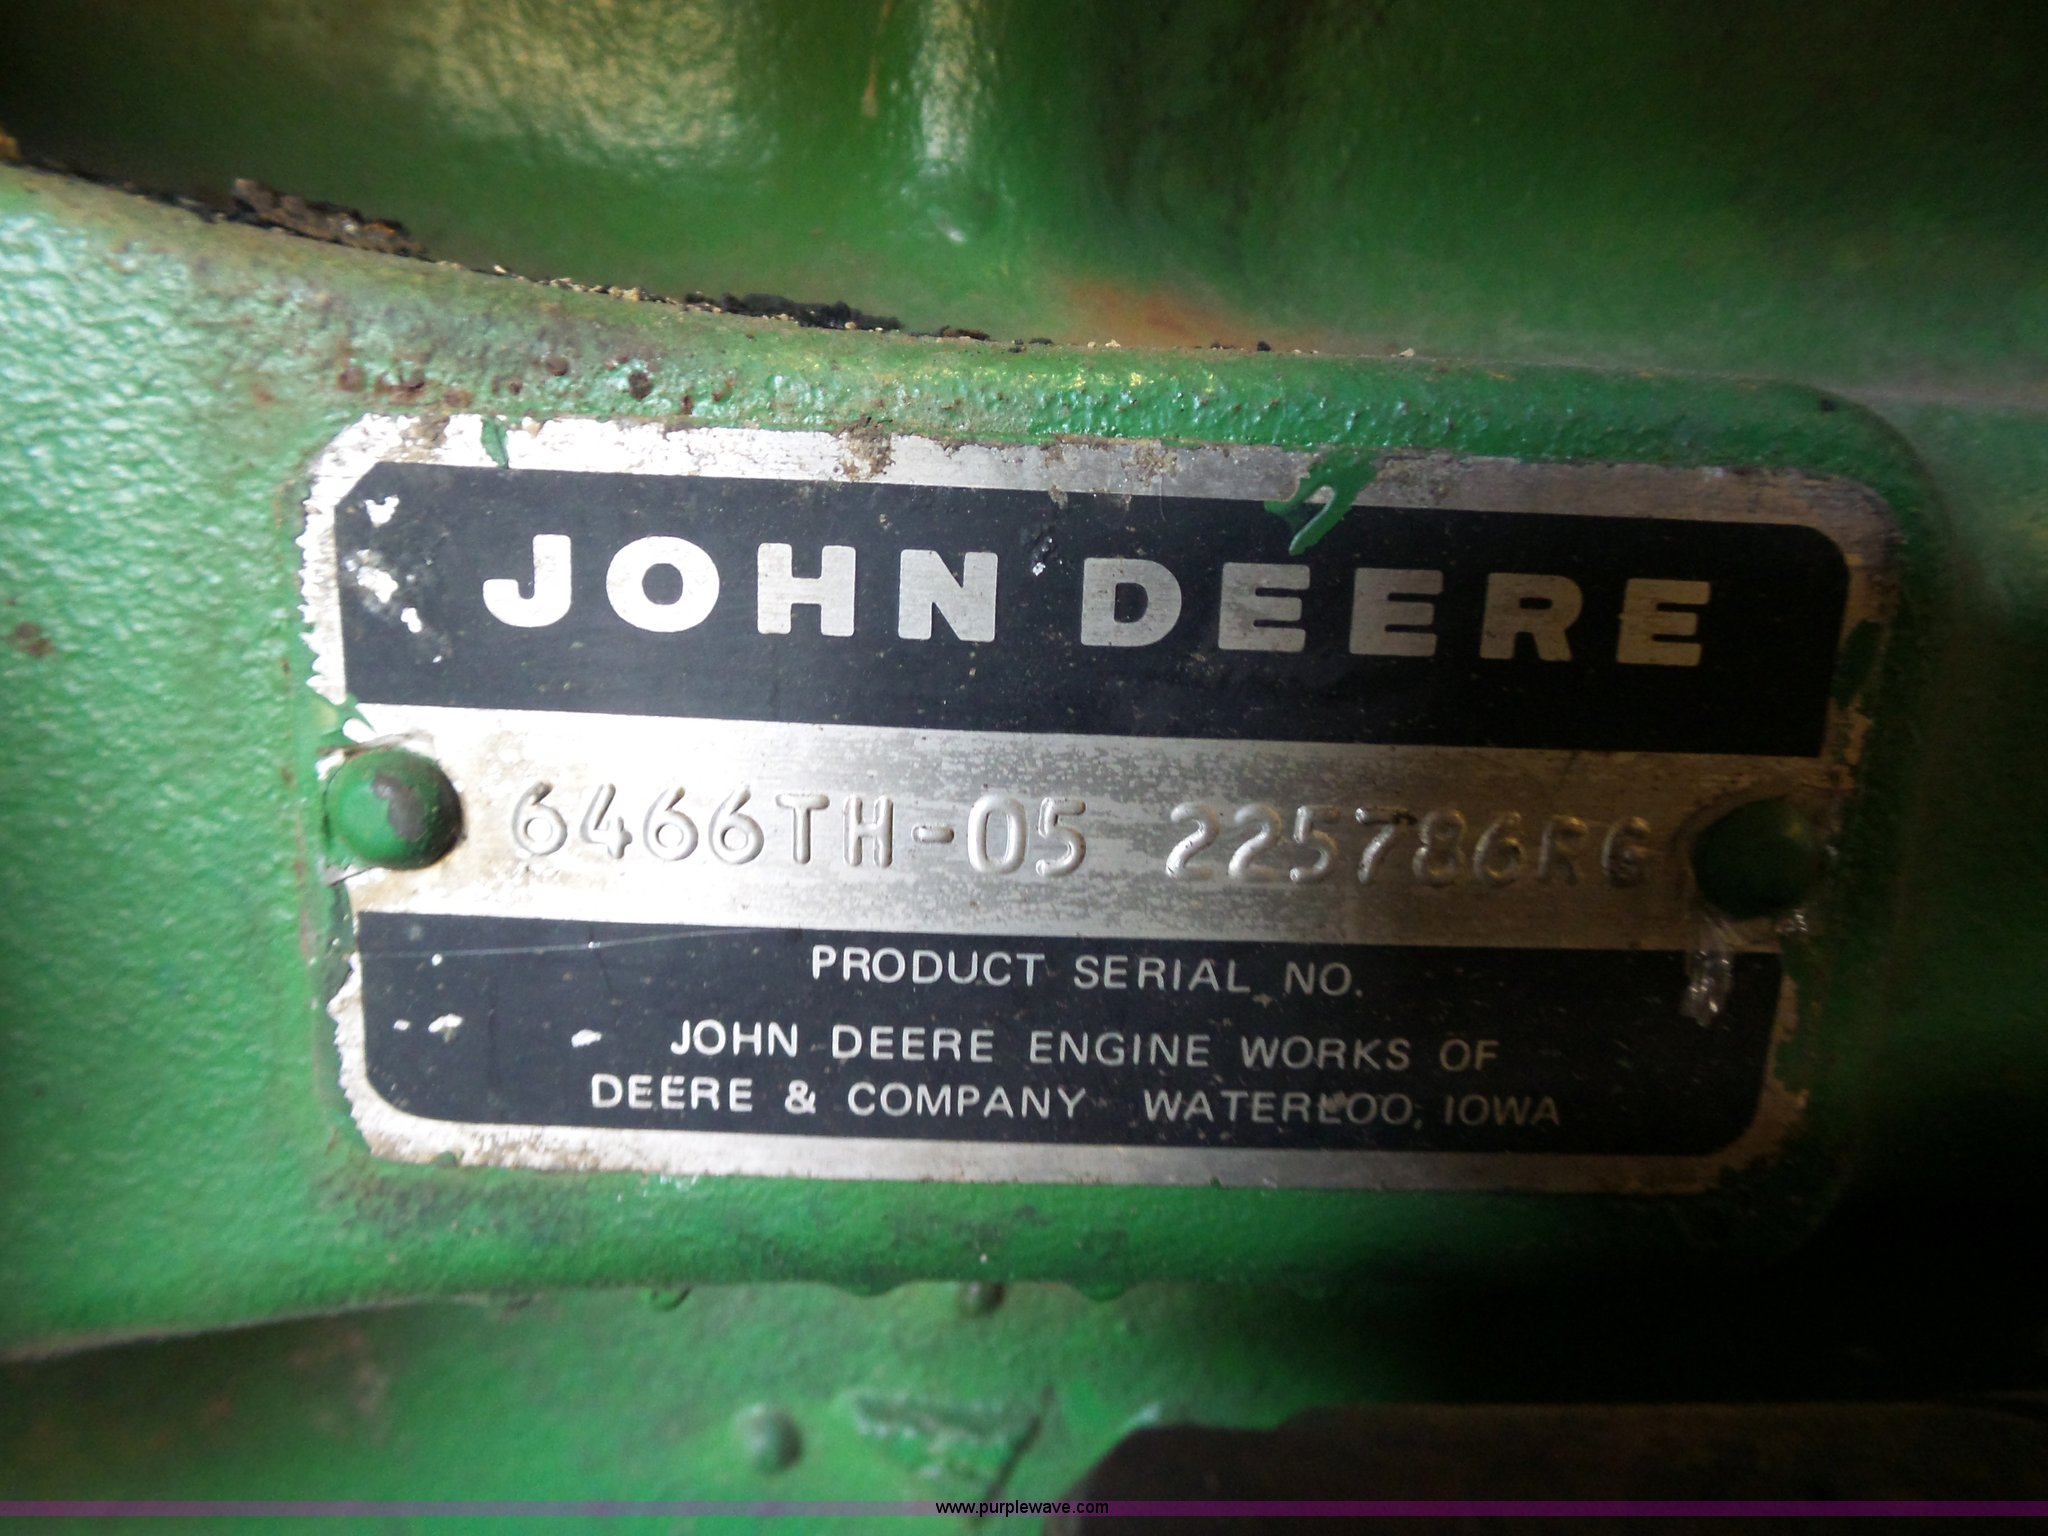 JOHN DEERE
6466TH-05 225786RG
PRODUCT SERIAL NO.
JOHN DEERE ENGINE WORKS OF
DEERE & COMPANY WATERLOO, IOWA
www.purplewave.com